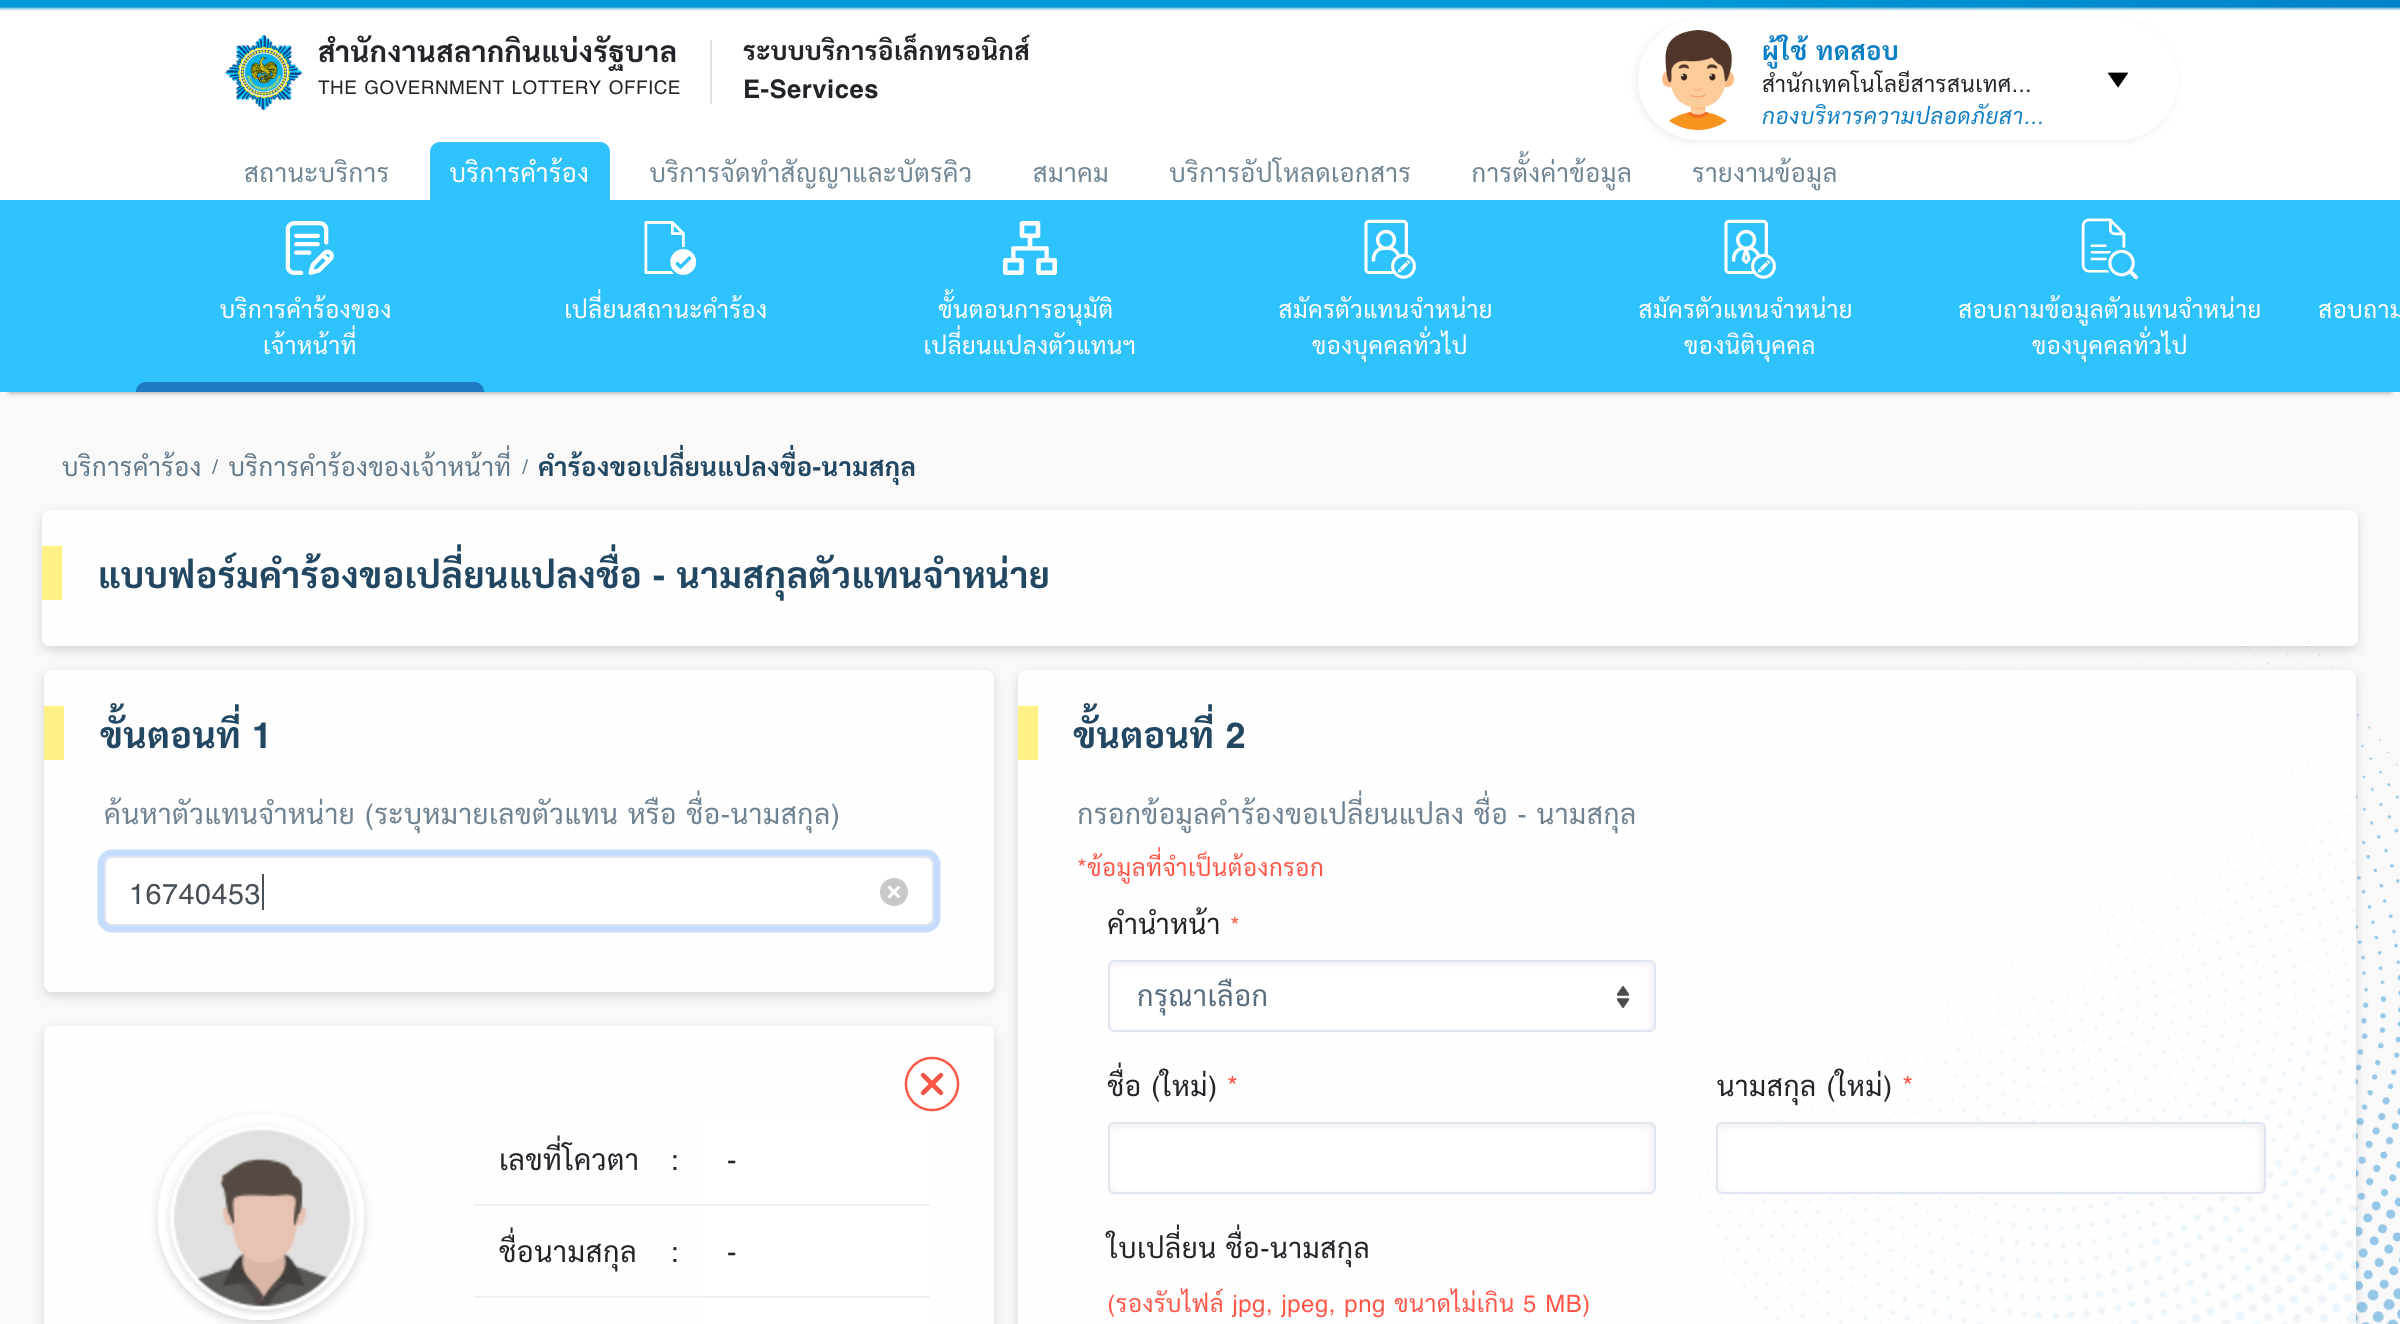 สำนักงานสลากกินแบ่งรัฐบาล
THE GOVERNMENT LOTTERY OFFICE
ระบบบริการอิเล็กทรอนิกส์
E-Services
ผู้ใช้ ทดสอบ
สำนักเทคโนโลยีสารสนเทศ...
กองบริหารความปลอดภัยสา...
สถานะบริการ
บริการคำร้อง
บริการจัดทำสัญญาและบัตรคิว
สมาคม
บริการอัปโหลดเอกสาร
การตั้งค่าข้อมูล
รายงานข้อมูล
บริการคำร้องของ
เจ้าหน้าที่
เปลี่ยนสถานะคำร้อง
ขั้นตอนการอนุมัติ
เปลี่ยนแปลงตัวแทนฯ
สมัครตัวแทนจำหน่าย
ของบุคคลทั่วไป
สมัครตัวแทนจำหน่าย
ของนิติบุคคล
สอบถามข้อมูลตัวแทนจำหน่าย
ของบุคคลทั่วไป
สอบถาม
บริการคำร้อง / บริการคำร้องของเจ้าหน้าที่ / คำร้องขอเปลี่ยนแปลงชื่อ-นามสกุล
แบบฟอร์มคำร้องขอเปลี่ยนแปลงชื่อ - นามสกุลตัวแทนจำหน่าย
ขั้นตอนที่ 1
ค้นหาตัวแทนจำหน่าย (ระบุหมายเลขตัวแทน หรือ ชื่อ-นามสกุล)
16740453
เลขที่โควตา : -
ชื่อนามสกุล : -
ขั้นตอนที่ 2
กรอกข้อมูลคำร้องขอเปลี่ยนแปลง ชื่อ - นามสกุล
*ข้อมูลที่จำเป็นต้องกรอก
คำนำหน้า *
กรุณาเลือก
ชื่อ (ใหม่) *
นามสกุล (ใหม่) *
ใบเปลี่ยน ชื่อ-นามสกุล
(รองรับไฟล์ jpg, jpeg, png ขนาดไม่เกิน 5 MB)